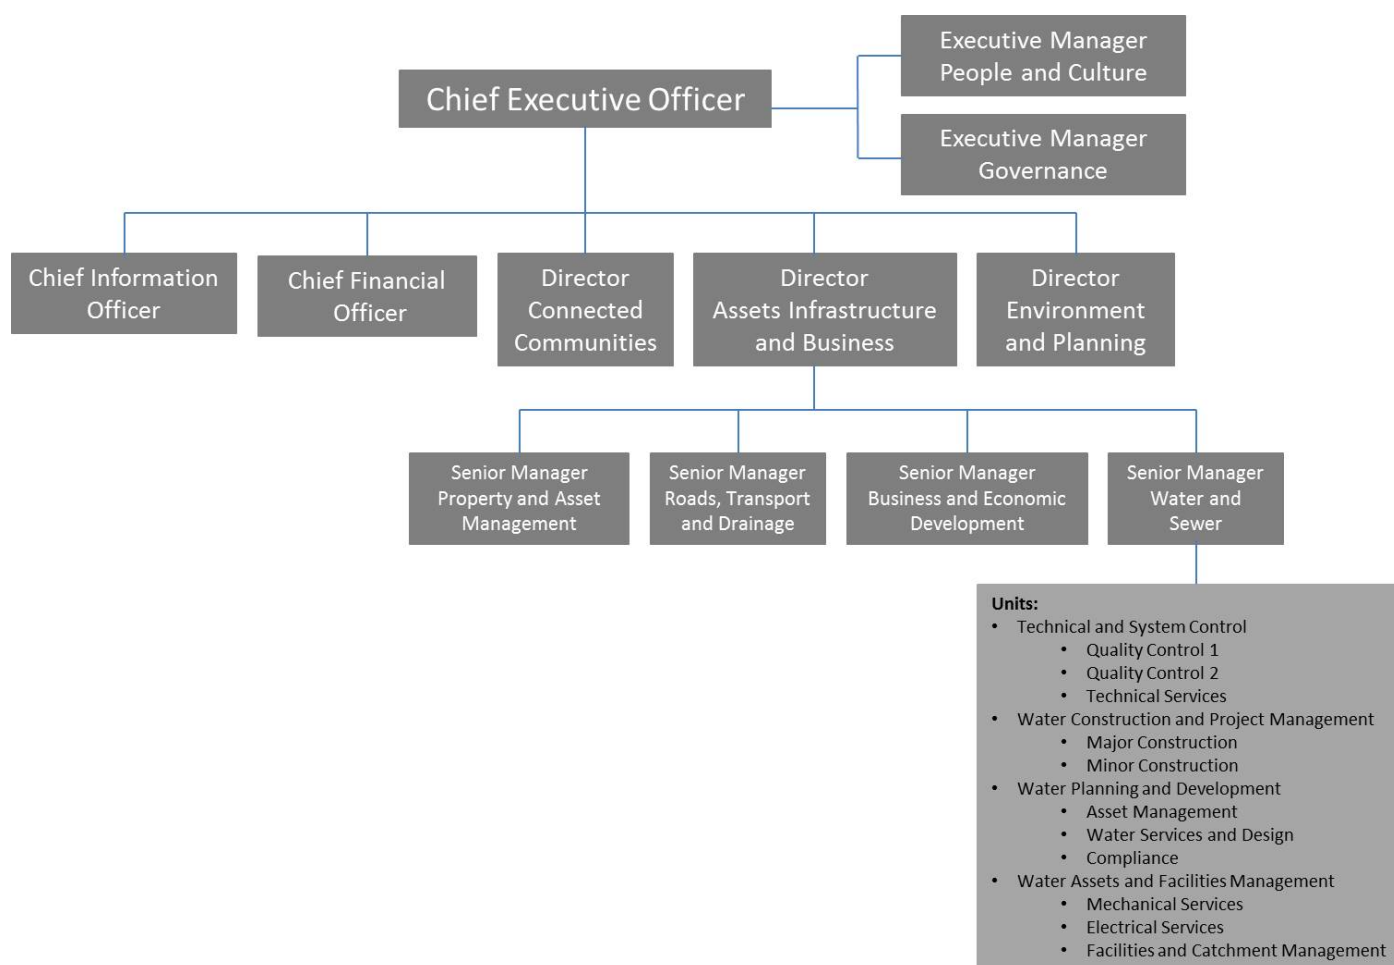 Executive Manager
People and Culture
Chief Executive Officer
Executive Manager
Governance
Chief Information
Officer
Chief Financial
Officer
Director
Connected
Communities
Director
Assets Infrastructure
and Business
Director
Environment
and Planning
Senior Manager
Property and Asset
Management
Senior Manager
Roads, Transport
and Drainage
Senior Manager
Business and Economic
Development
Senior Manager
Water and
Sewer
Units:
• Technical and System Control
• Quality Control 1
• Quality Control 2
• Technical Services
• Water Construction and Project Management
• Major Construction
• Minor Construction
• Water Planning and Development
• Asset Management
• Water Services and Design
• Compliance
• Water Assets and Facilities Management
• Mechanical Services
• Electrical Services
• Facilities and Catchment Management